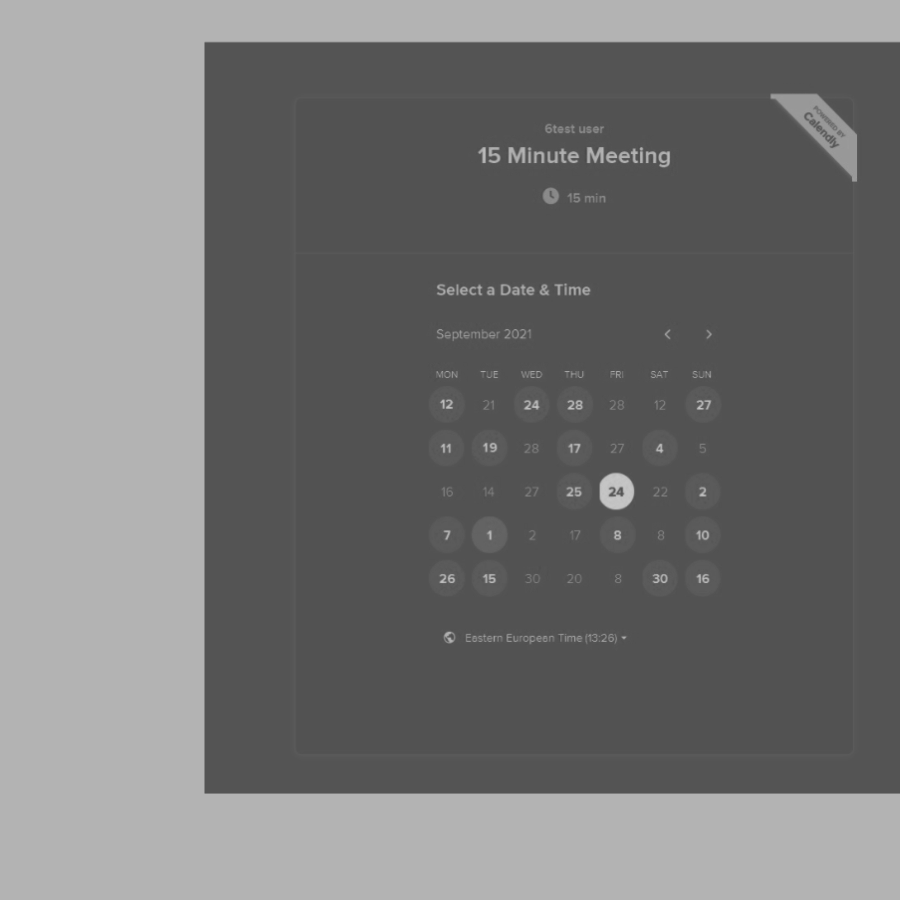 6test user
POWERED BY
Calendly
15 Minute Meeting
15 min
Select a Date & Time
September 2021
MON TUE WED THU FRI SAT SUN
12 21 24 28 28 12 27
11 19 28 17 27 4 5
16 14 27 25 24 22 2
7 1 2 17 8 8 10
26 15 30 20 8 30 16
Eastern European Time (13:26)